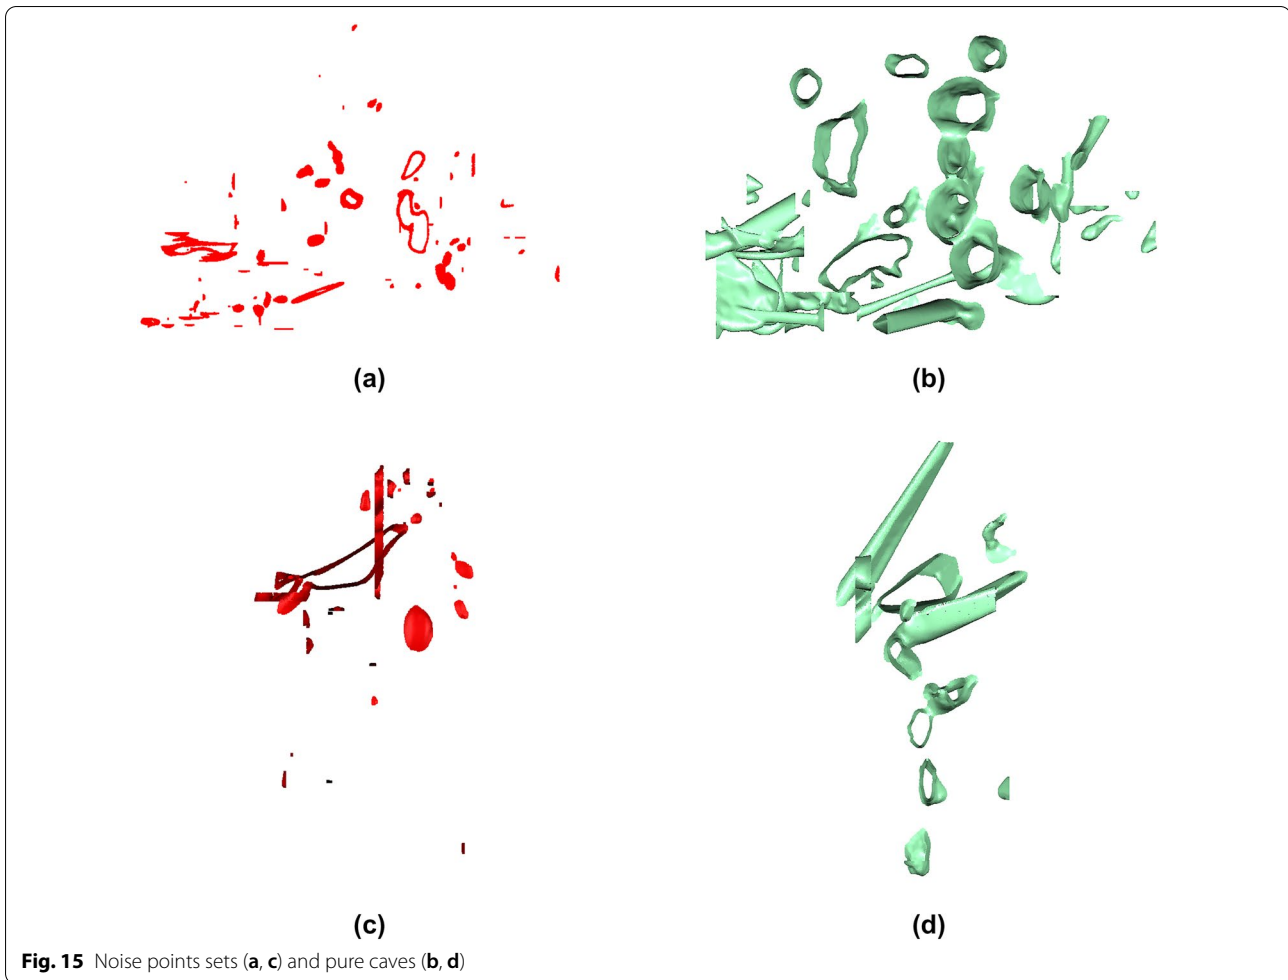 (a)
(b)
(c)
(d)
Fig. 15 Noise points sets (a, c) and pure caves (b, d)